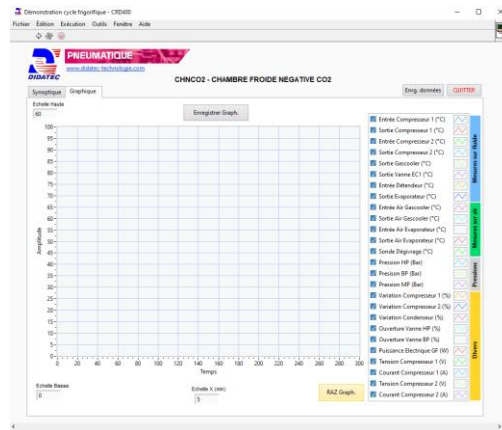 Démonstration cycle frigorifique - CRD400
Fichier Édition Exécution Outils Fenêtre Aide
PNEUMATIQUE
www.didatec-technologie.com
DIDATEC
CHNCO2 - CHAMBRE FROIDE NEGATIVE CO2
Synoptique Graphique
Enrg. données QUITTER
Echelle Haute
60
Enregistrer Graph.
Entrée Compresseur 1 (°C)
Sortie Compresseur 1 (°C)
Entrée Compresseur 2 (°C)
Sortie Compresseur 2 (°C)
Sortie Gascooler (°C)
Sortie Vanne EC1 (°C)
Entrée Détendeur (°C)
Sortie Evaporateur (°C)
Entrée Air Gascooler (°C)
Sortie Air Gascooler (°C)
Entrée Air Evaporateur (°C)
Sortie Air Evaporateur (°C)
Sonde Dégivrage (°C)
Pression HP (Bar)
Pression BP (Bar)
Pression MP (Bar)
Variation Compresseur 1 (%)
Variation Compresseur 2 (%)
Variation Condenseur (%)
Ouverture Vanne HP (%)
Ouverture Vanne BP (%)
Puissance Electrique GF (W)
Tension Compresseur 1 (V)
Courant Compresseur 1 (A)
Tension Compresseur 2 (V)
Courant Compresseur 2 (A)
Mesures sur fluide
Mesures sur air
Pressions
Divers
100
95
90
85
80
75
70
65
60
55
50
45
40
35
30
25
20
15
10
5
0
Amplitude
0 20 40 60 80 100 120 140 160 180 200 220 240 260 280 300
Temps
Echelle Basse
0
Echelle X (min)
5
RAZ Graph.